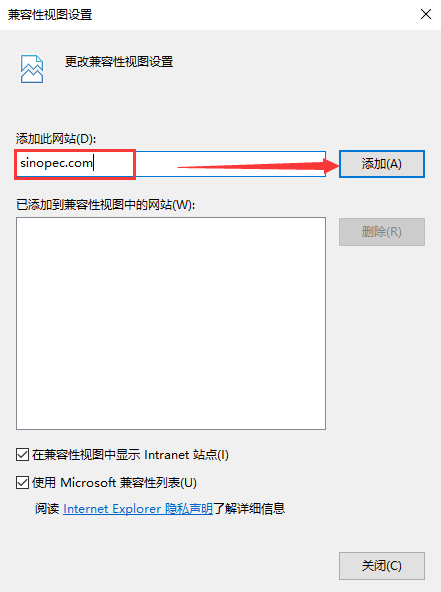 兼容性视图设置
更改兼容性视图设置
添加此网站(D):
sinopec.com
添加(A)
已添加到兼容性视图中的网站(W):
删除(R)
在兼容性视图中显示 Intranet 站点(I)
使用 Microsoft 兼容性列表(U)
阅读 Internet Explorer 隐私声明了解详细信息
关闭(C)